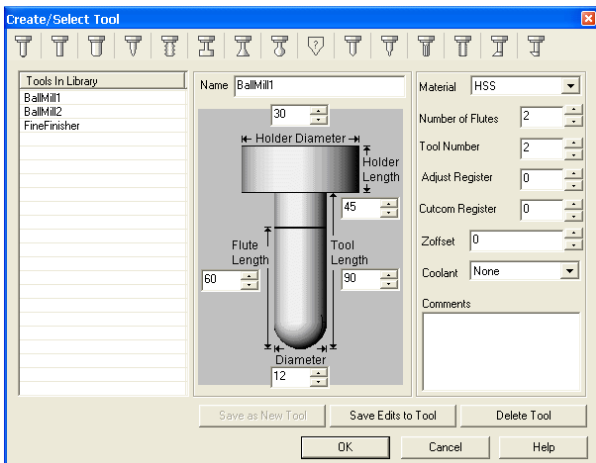 Create/Select Tool
?
Tools In Library
BallMill1
BallMill2
FineFinisher
Name BallMill1
30
Holder Diameter
Holder
Length
45
Flute
Length
60
Tool
Length
90
Diameter
12
Material HSS
Number of Flutes 2
Tool Number 2
Adjust Register 0
Cutcom Register 0
Zoffset 0
Coolant None
Comments
Save as New Tool Save Edits to Tool Delete Tool
OK Cancel Help